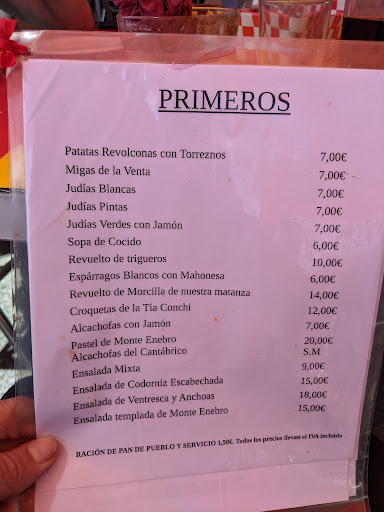 PRIMEROS
Patatas Revolconas con Torreznos 7,00€
Migas de la Venta 7,00€
Judías Blancas 7,00€
Judías Pintas 7,00€
Judías Verdes con Jamón 7,00€
Sopa de Cocido 6,00€
Revuelto de trigueros 10,00€
Espárragos Blancos con Mahonesa 6,00€
Revuelto de Morcilla de nuestra matanza 14,00€
Croquetas de la Tía Conchi 12,00€
Alcachofas con Jamón 7,00€
Pastel de Monte Enebro 20,00€
Alcachofas del Cantábrico S.M
Ensalada Mixta 9,00€
Ensalada de Codorniz Escabechada 15,00€
Ensalada de Ventresca y Anchoas 18,00€
Ensalada templada de Monte Enebro 15,00€
RACIÓN DE PAN DE PUEBLO Y SERVICIO 1,50€. Todos los precios llevan el IVA incluido